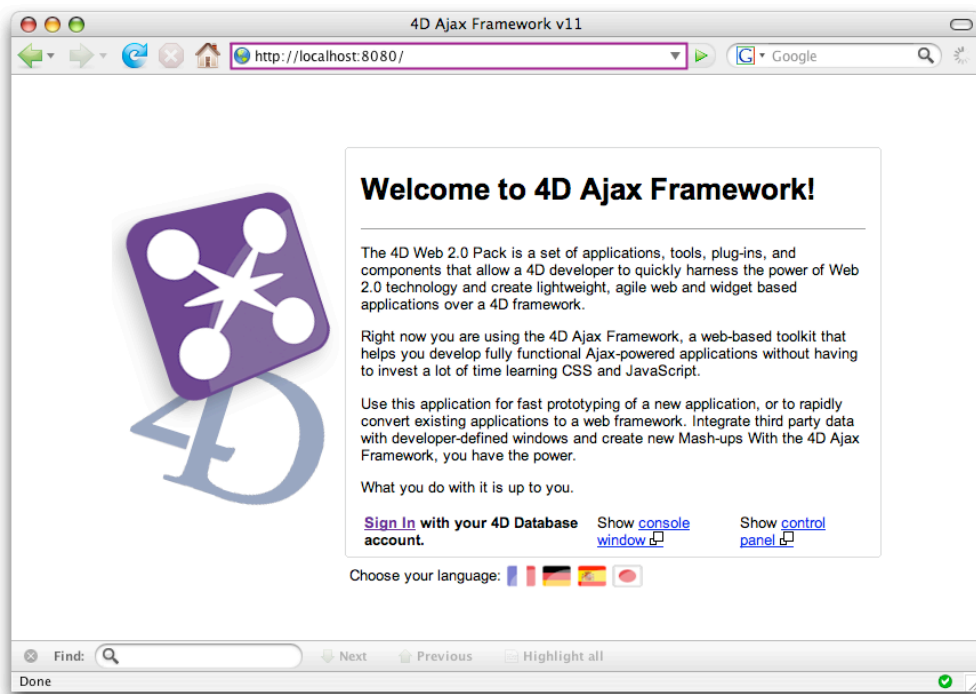 4D Ajax Framework v11
http://localhost:8080/
G Google
Welcome to 4D Ajax Framework!
The 4D Web 2.0 Pack is a set of applications, tools, plug-ins, and
components that allow a 4D developer to quickly harness the power of Web
2.0 technology and create lightweight, agile web and widget based
applications over a 4D framework.
Right now you are using the 4D Ajax Framework, a web-based toolkit that
helps you develop fully functional Ajax-powered applications without having
to invest a lot of time learning CSS and JavaScript.
Use this application for fast prototyping of a new application, or to rapidly
convert existing applications to a web framework. Integrate third party data
with developer-defined windows and create new Mash-ups With the 4D Ajax
Framework, you have the power.
What you do with it is up to you.
Sign In with your 4D Database
account.
Show console
window
Show control
panel
4D
Choose your language:
Find:
Next
Previous
Highlight all
Done